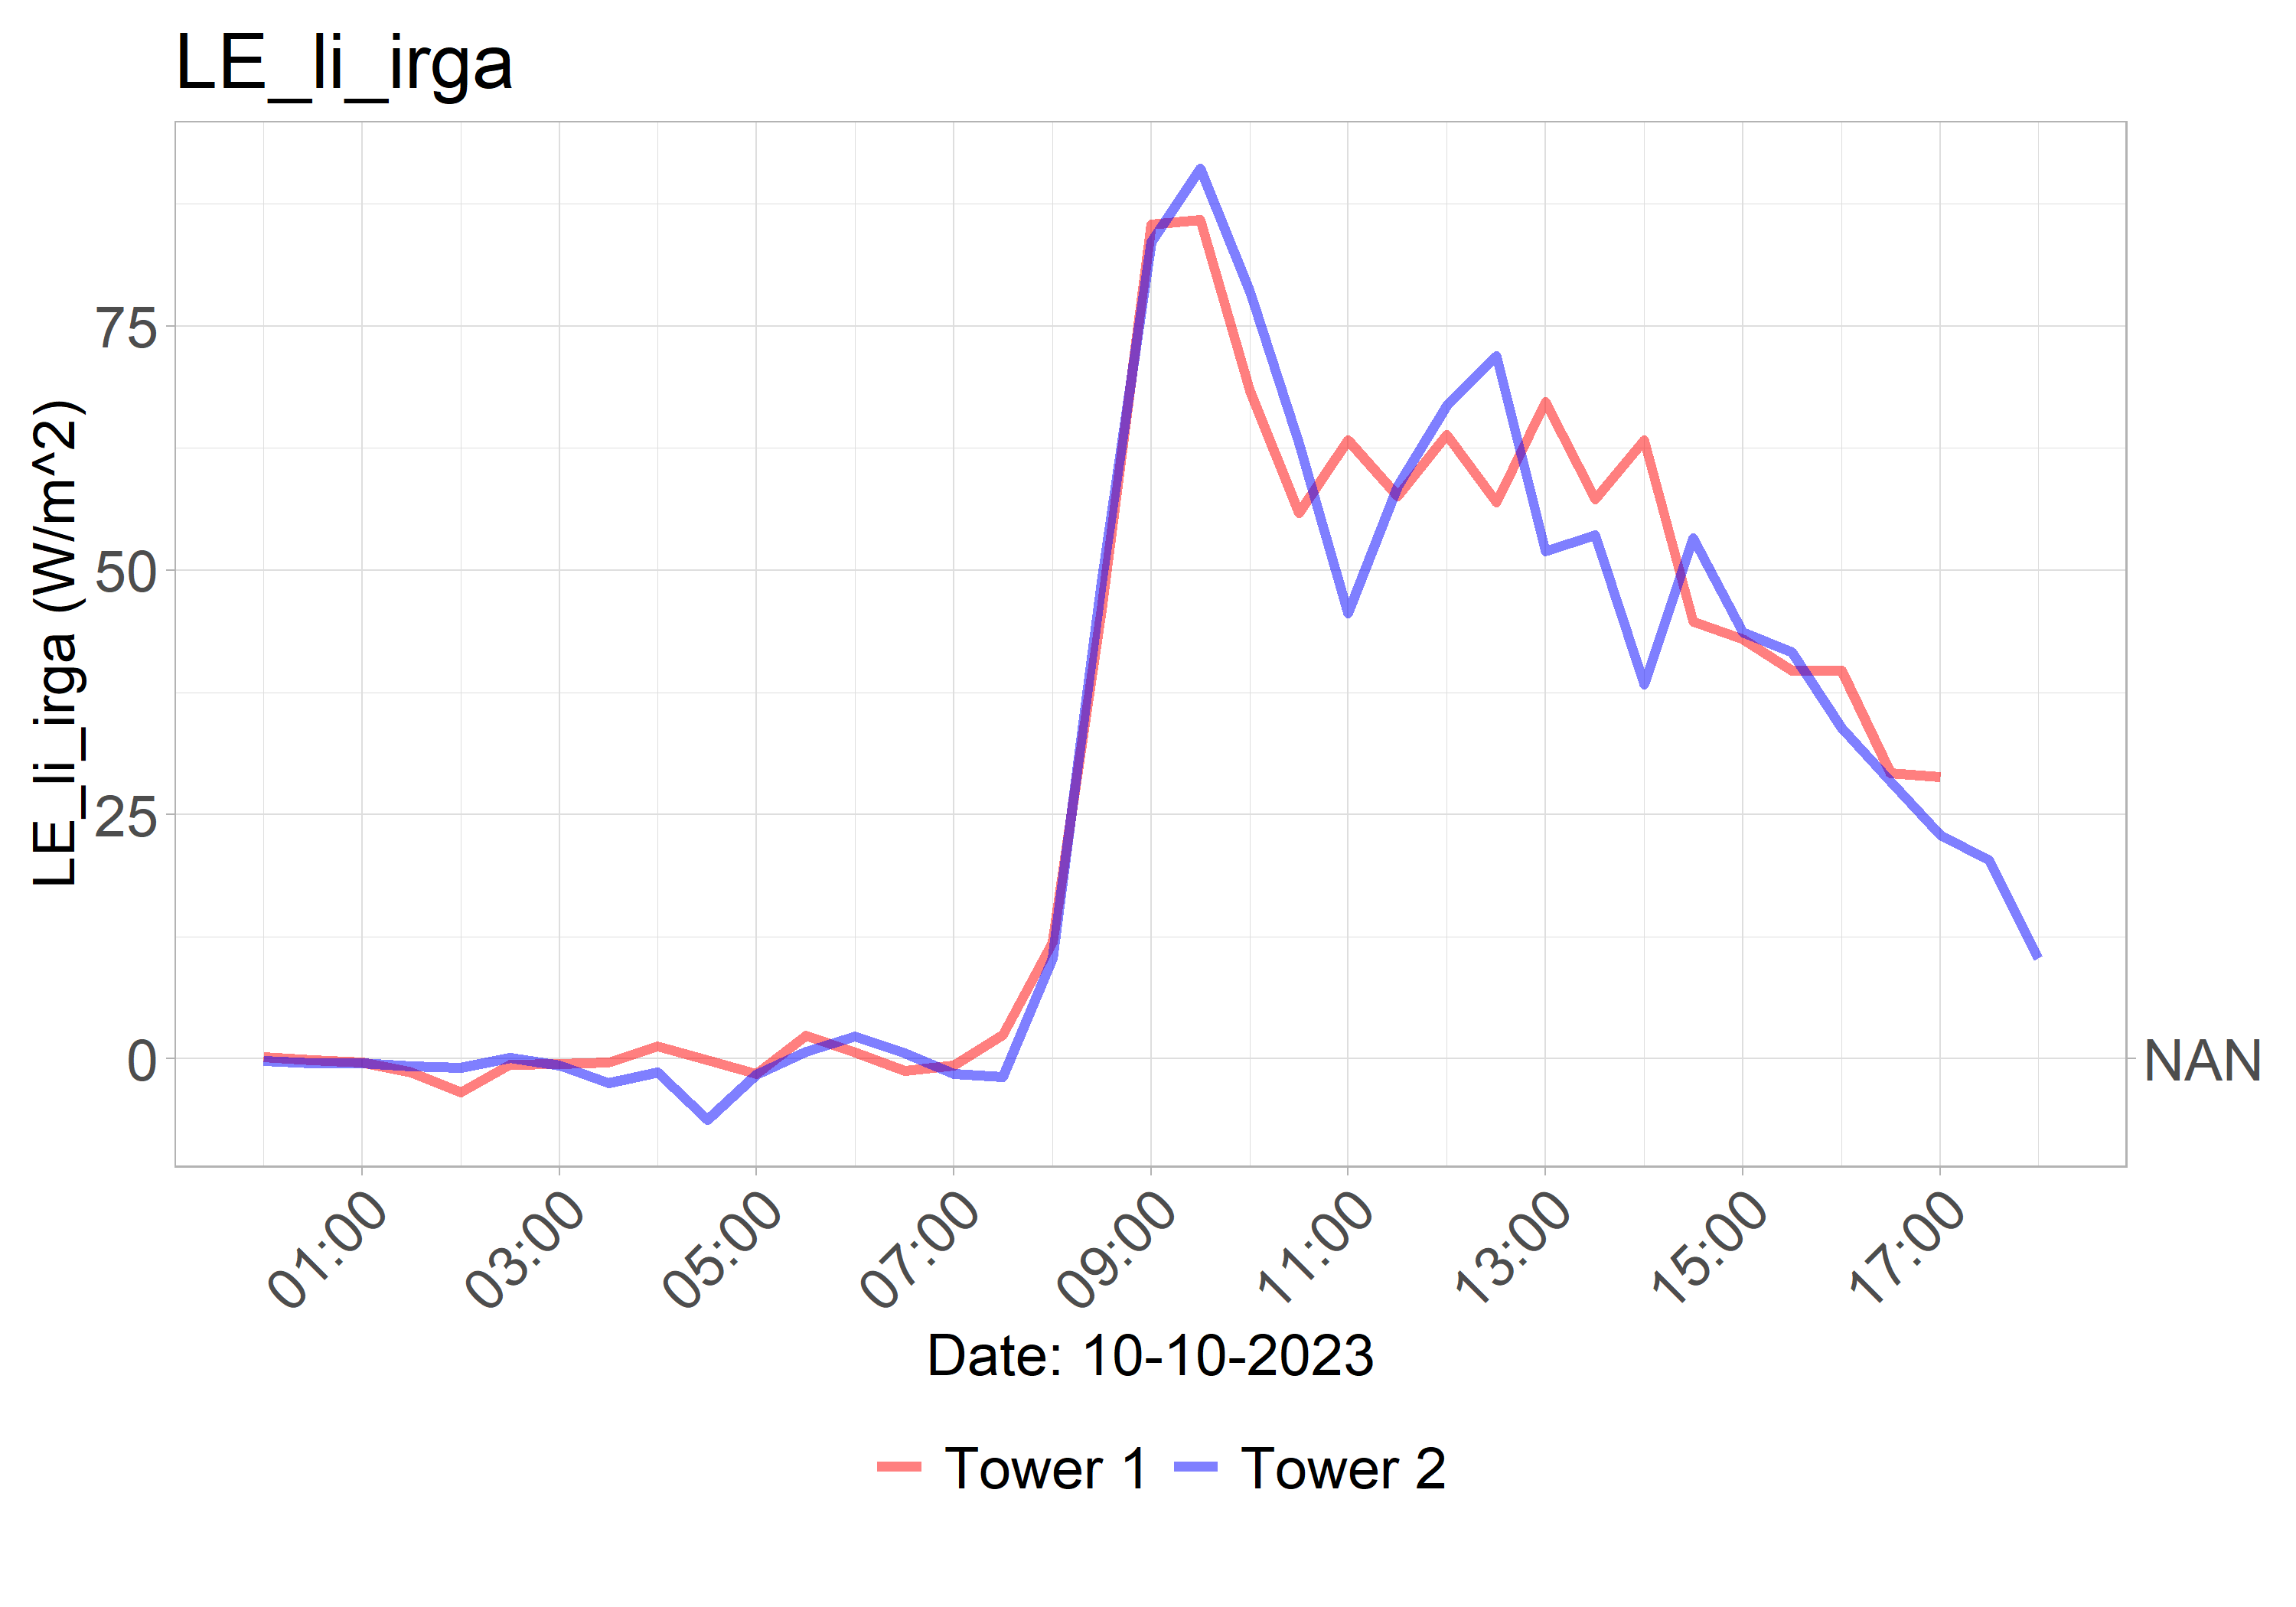 LE_li_irga
LE_li_irga (W/m^2)
75
50
25
0
NAN
01:00 03:00 05:00 07:00 09:00 11:00 13:00 15:00 17:00
Date: 10-10-2023
Tower 1 Tower 2